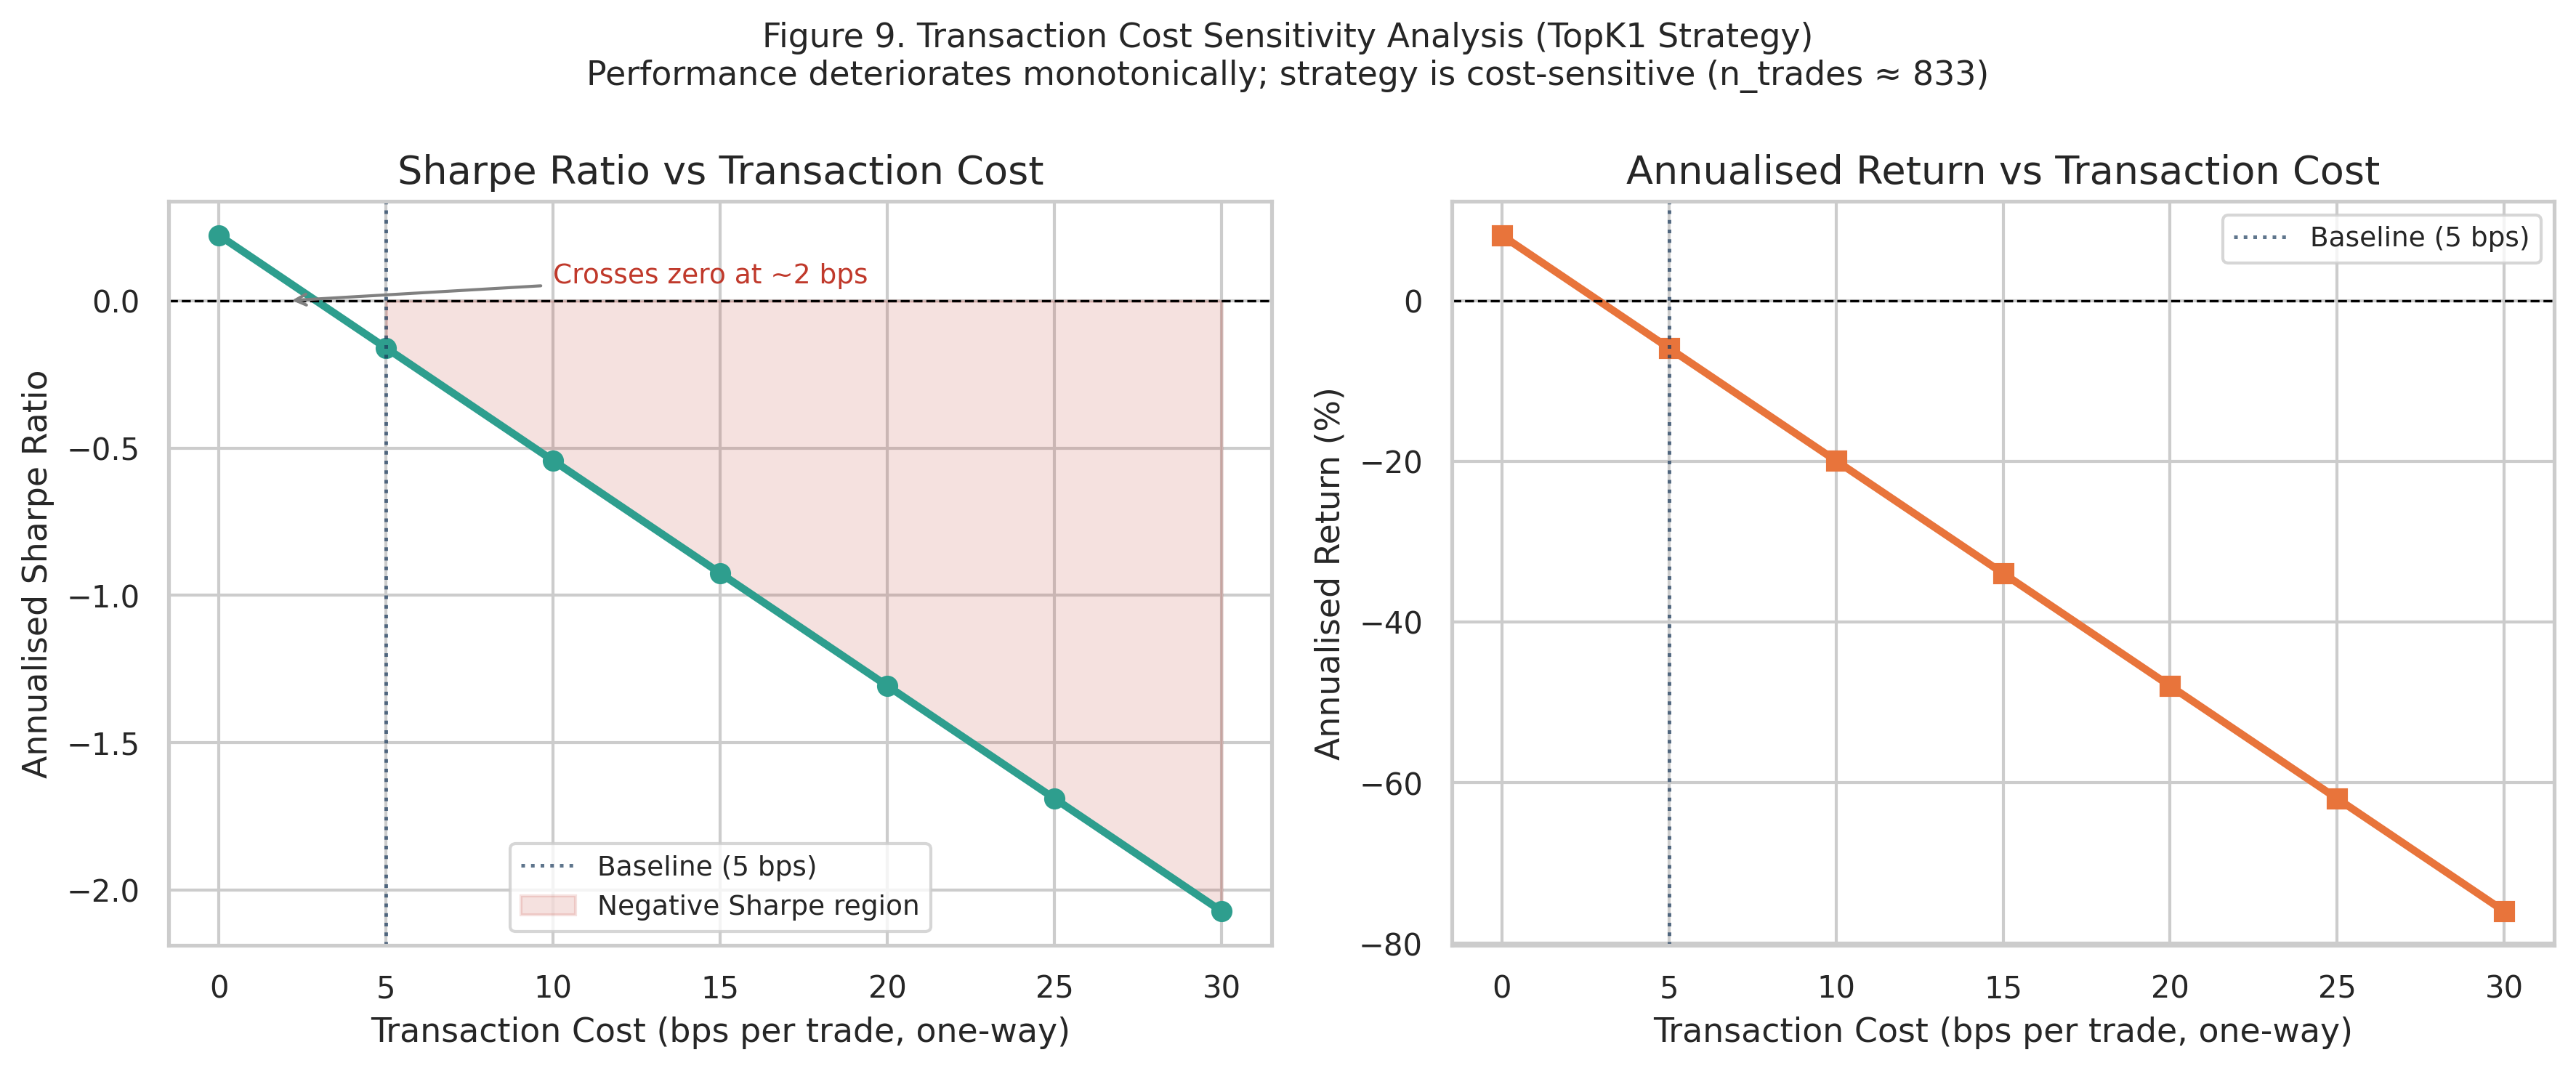 Figure 9. Transaction Cost Sensitivity Analysis (TopK1 Strategy)
Performance deteriorates monotonically; strategy is cost-sensitive (n_trades ≈ 833)
Sharpe Ratio vs Transaction Cost
Annualised Sharpe Ratio
0.0
−0.5
−1.0
−1.5
−2.0
Crosses zero at ~2 bps
Baseline (5 bps)
Negative Sharpe region
0 5 10 15 20 25 30
Transaction Cost (bps per trade, one-way)
Annualised Return vs Transaction Cost
Annualised Return (%)
0
−20
−40
−60
−80
Baseline (5 bps)
0 5 10 15 20 25 30
Transaction Cost (bps per trade, one-way)